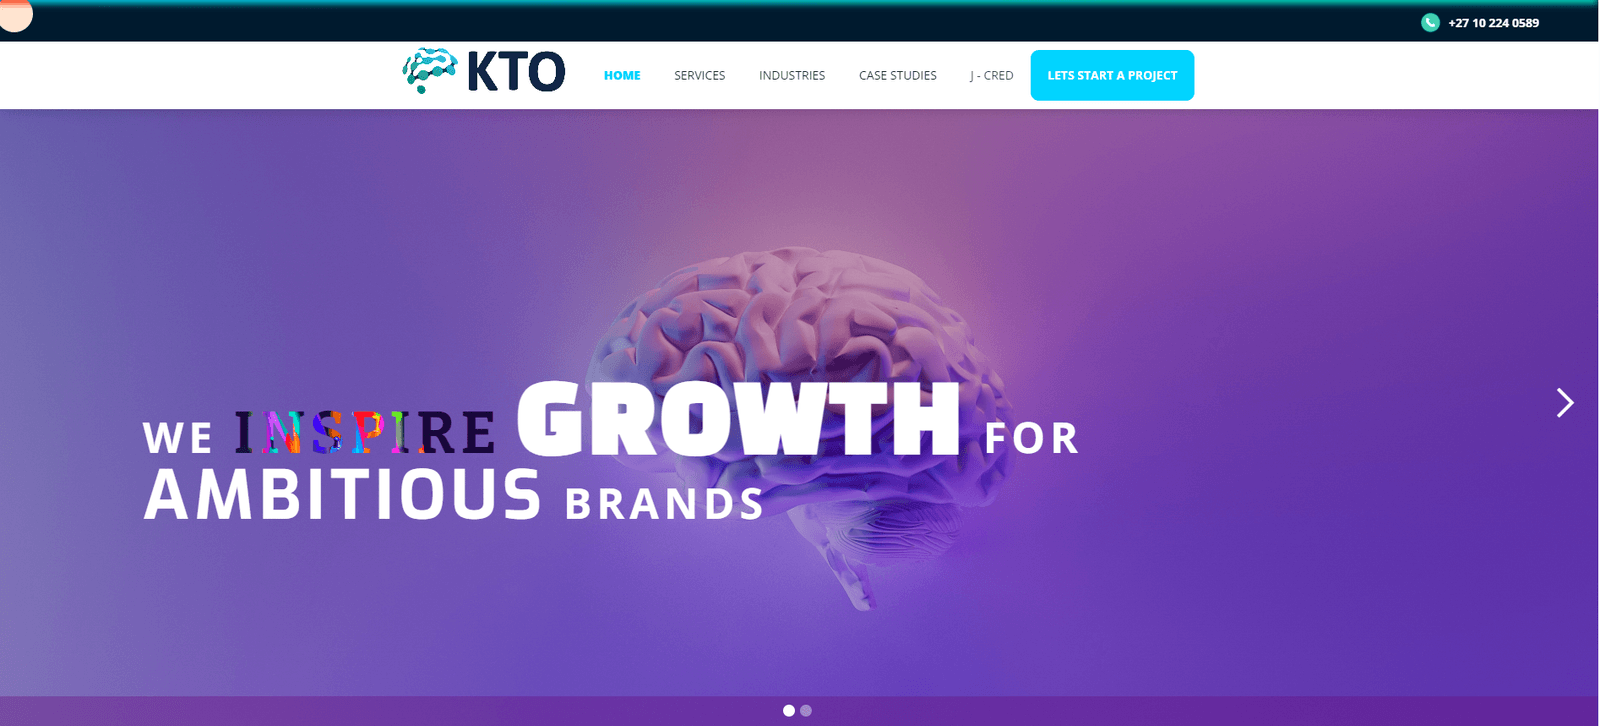 +27 10 224 0589
KTO
HOME SERVICES INDUSTRIES CASE STUDIES J - CRED LETS START A PROJECT
WE INSPIRE GROWTH FOR
AMBITIOUS BRANDS